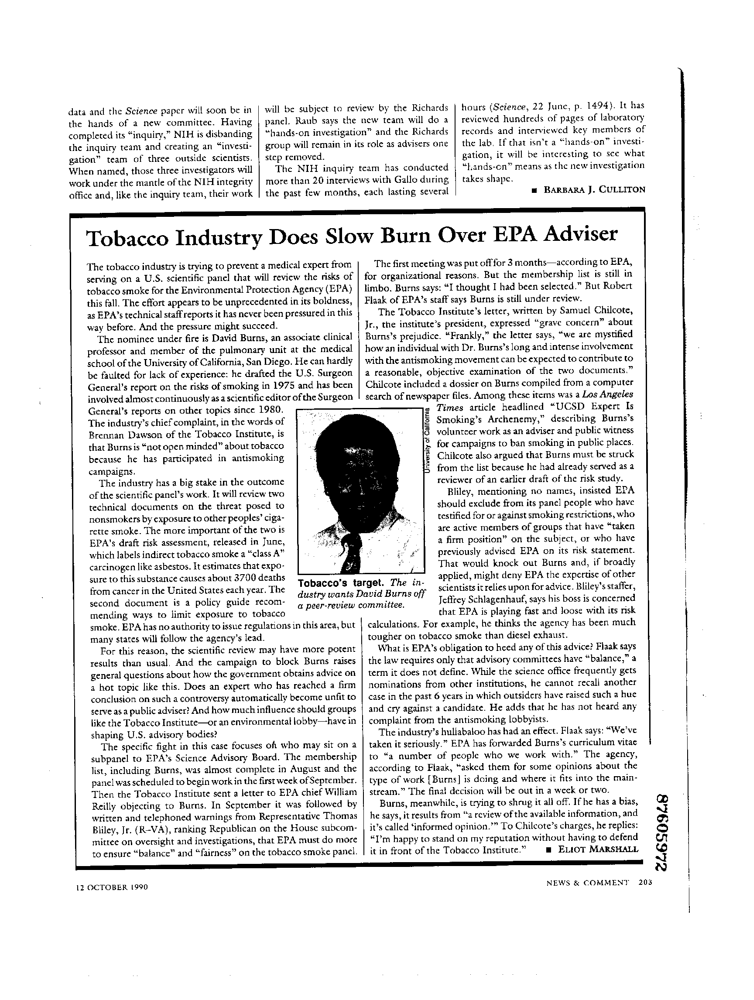 data and the Science paper will soon be in
the hands of a new committee. Having
completed its "inquiry," NIH is disbanding
the inquiry team and creating an "investi-
gation" team of three outside scientists.
When named, those three investigators will
work under the mantle of the NIH integrity
office and, like the inquiry team, their work
will be subject to review by the Richards
panel. Raub says the new team will do a
"hands-on investigation" and the Richards
group will remain in its role as advisers one
step removed.
The NIH inquiry team has conducted
more than 20 interviews with Gallo during
the past few months, each lasting several
hours (Science, 22 June, p. 1494). It has
reviewed hundreds of pages of laboratory
records and interviewed key members of
the lab. If that isn't a "hands-on" investi-
gation, it will be interesting to see what
"hands-on" means as the new investigation
takes shape.
■ BARBARA J. CULLITON
Tobacco Industry Does Slow Burn Over EPA Adviser
The tobacco industry is trying to prevent a medical expert from
serving on a U.S. scientific panel that will review the risks of
tobacco smoke for the Environmental Protection Agency (EPA)
this fall. The effort appears to be unprecedented in its boldness,
as EPA's technical staff reports it has never been pressured in this
way before. And the pressure might succeed.
The nominee under fire is David Burns, an associate clinical
professor and member of the pulmonary unit at the medical
school of the University of California, San Diego. He can hardly
be faulted for lack of experience: he drafted the U.S. Surgeon
General's report on the risks of smoking in 1975 and has been
involved almost continuously as a scientific editor of the Surgeon
General's reports on other topics since 1980.
The industry's chief complaint, in the words of
Brennan Dawson of the Tobacco Institute, is
that Burns is "not open minded" about tobacco
because he has participated in antismoking
campaigns.
The industry has a big stake in the outcome
of the scientific panel's work. It will review two
technical documents on the threat posed to
nonsmokers by exposure to other peoples' ciga-
rette smoke. The more important of the two is
EPA's draft risk assessment, released in June,
which labels indirect tobacco smoke a "class A"
carcinogen like asbestos. It estimates that expo-
sure to this substance causes about 3700 deaths
from cancer in the United States each year. The
second document is a policy guide recom-
mending ways to limit exposure to tobacco
smoke. EPA has no authority to issue regulations in this area, but
many states will follow the agency's lead.
For this reason, the scientific review may have more potent
results than usual. And the campaign to block Burns raises
general questions about how the government obtains advice on
a hot topic like this. Does an expert who has reached a firm
conclusion on such a controversy automatically become unfit to
serve as a public adviser? And how much influence should groups
like the Tobacco Institute—or an environmental lobby—have in
shaping U.S. advisory bodies?
The specific fight in this case focuses on who may sit on a
subpanel to EPA's Science Advisory Board. The membership
list, including Burns, was almost complete in August and the
panel was scheduled to begin work in the first week of September.
Then the Tobacco Institute sent a letter to EPA chief William
Reilly objecting to Burns. In September it was followed by
written and telephoned warnings from Representative Thomas
Bliley, Jr. (R–VA), ranking Republican on the House subcom-
mittee on oversight and investigations, that EPA must do more
to ensure "balance" and "fairness" on the tobacco smoke panel.
University of California
Tobacco's target. The in-
dustry wants David Burns off
a peer-review committee.
The first meeting was put off for 3 months—according to EPA,
for organizational reasons. But the membership list is still in
limbo. Burns says: "I thought I had been selected." But Robert
Flaak of EPA's staff says Burns is still under review.
The Tobacco Institute's letter, written by Samuel Chilcote,
Jr., the institute's president, expressed "grave concern" about
Burns's prejudice. "Frankly," the letter says, "we are mystified
how an individual with Dr. Burns's long and intense involvement
with the antismoking movement can be expected to contribute to
a reasonable, objective examination of the two documents."
Chilcote included a dossier on Burns compiled from a computer
search of newspaper files. Among these items was a Los Angeles
Times article headlined "UCSD Expert Is
Smoking's Archenemy," describing Burns's
volunteer work as an adviser and public witness
for campaigns to ban smoking in public places.
Chilcote also argued that Burns must be struck
from the list because he had already served as a
reviewer of an earlier draft of the risk study.
Bliley, mentioning no names, insisted EPA
should exclude from its panel people who have
testified for or against smoking restrictions, who
are active members of groups that have "taken
a firm position" on the subject, or who have
previously advised EPA on its risk statement.
That would knock out Burns and, if broadly
applied, might deny EPA the expertise of other
scientists it relies upon for advice. Bliley's staffer,
Jeffrey Schlagenhauf, says his boss is concerned
that EPA is playing fast and loose with its risk
calculations. For example, he thinks the agency has been much
tougher on tobacco smoke than diesel exhaust.
What is EPA's obligation to heed any of this advice? Flaak says
the law requires only that advisory committees have "balance," a
term it does not define. While the science office frequently gets
nominations from other institutions, he cannot recall another
case in the past 6 years in which outsiders have raised such a hue
and cry against a candidate. He adds that he has not heard any
complaint from the antismoking lobbyists.
The industry's hullabaloo has had an effect. Flaak says: "We've
taken it seriously." EPA has forwarded Burns's curriculum vitae
to "a number of people who we work with." The agency,
according to Flaak, "asked them for some opinions about the
type of work [Burns] is doing and where it fits into the main-
stream." The final decision will be out in a week or two.
Burns, meanwhile, is trying to shrug it all off. If he has a bias,
he says, it results from "a review of the available information, and
it's called 'informed opinion.'" To Chilcote's charges, he replies:
"I'm happy to stand on my reputation without having to defend
it in front of the Tobacco Institute." ■ ELIOT MARSHALL
87605972
12 OCTOBER 1990
NEWS & COMMENT 203